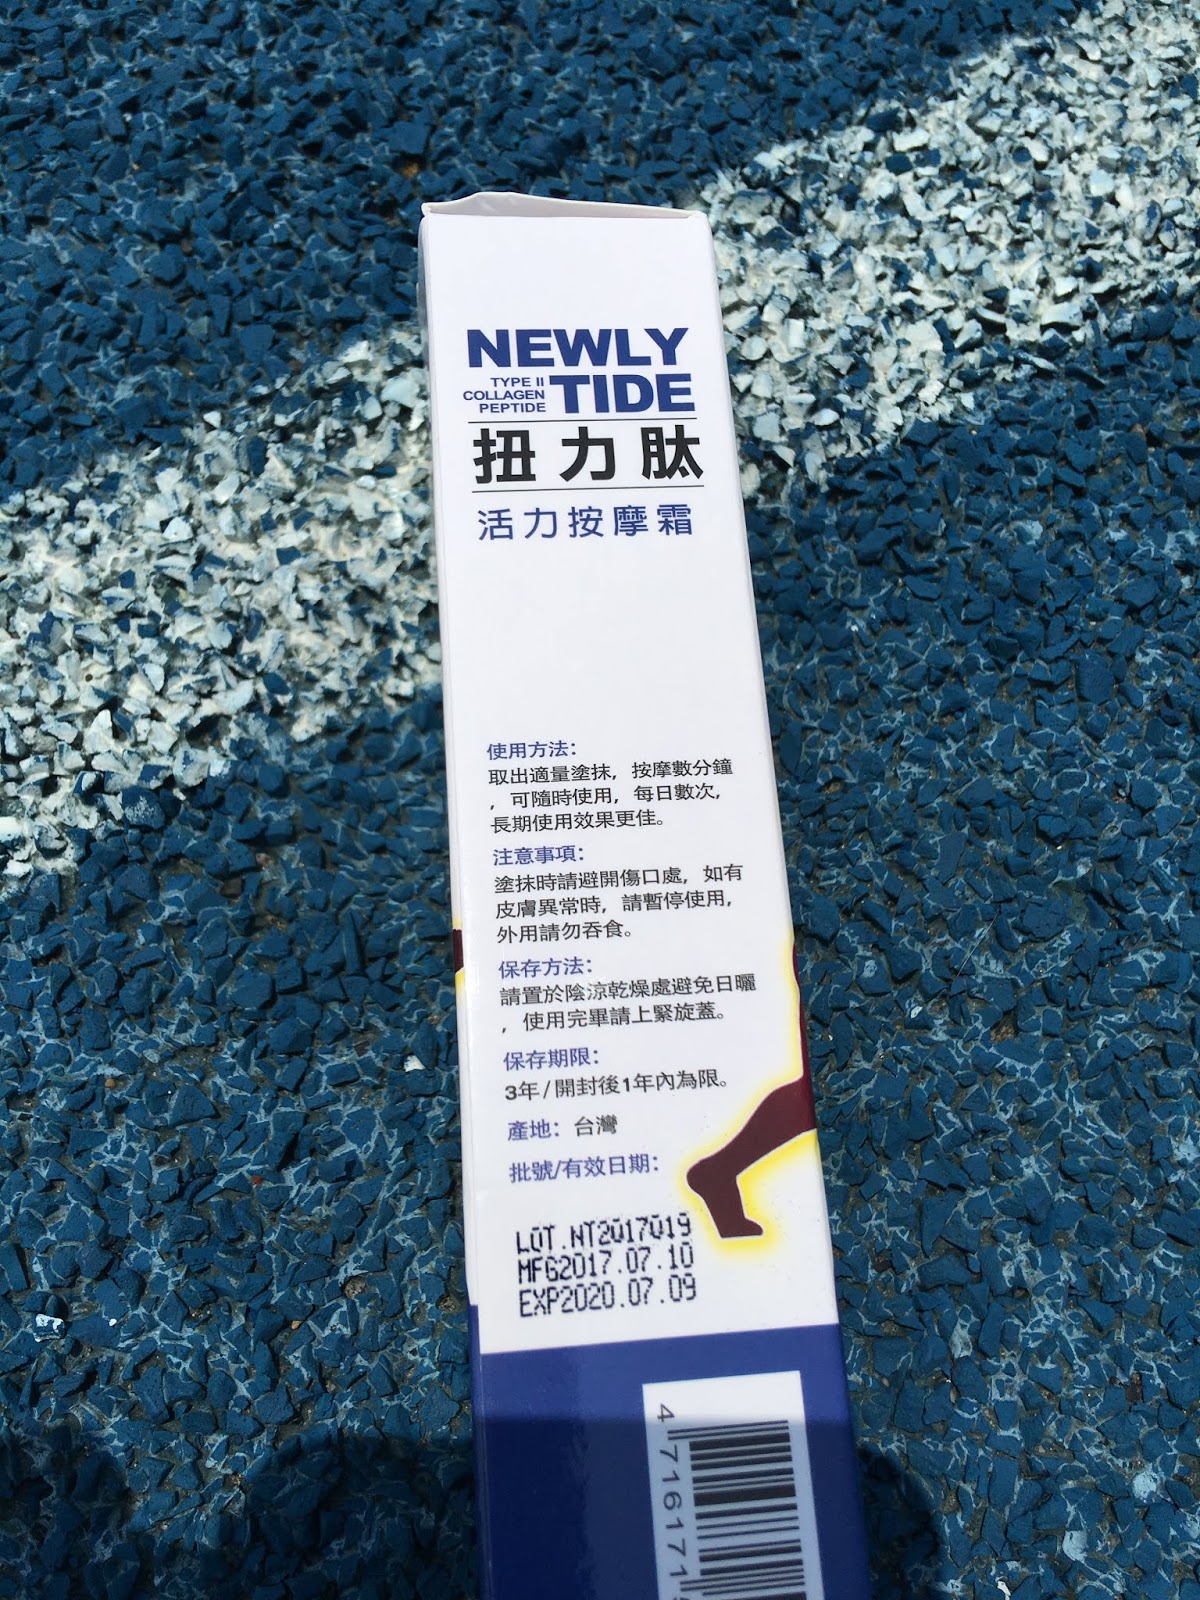 NEWLY
TYPE II
COLLAGEN
PEPTIDE
TIDE
扭力肽
活力按摩霜
使用方法：
取出適量塗抹，按摩數分鐘
，可隨時使用，每日數次，
長期使用效果更佳。
注意事項：
塗抹時請避開傷口處，如有
皮膚異常時，請暫停使用，
外用請勿吞食。
保存方法：
請置於陰涼乾燥處避免日曬
，使用完畢請上緊旋蓋。
保存期限：
3年/開封後1年內為限。
產地：台灣
批號/有效日期：
LOT.NT2017019
MFG2017.07.10
EXP2020.07.09
4 716171